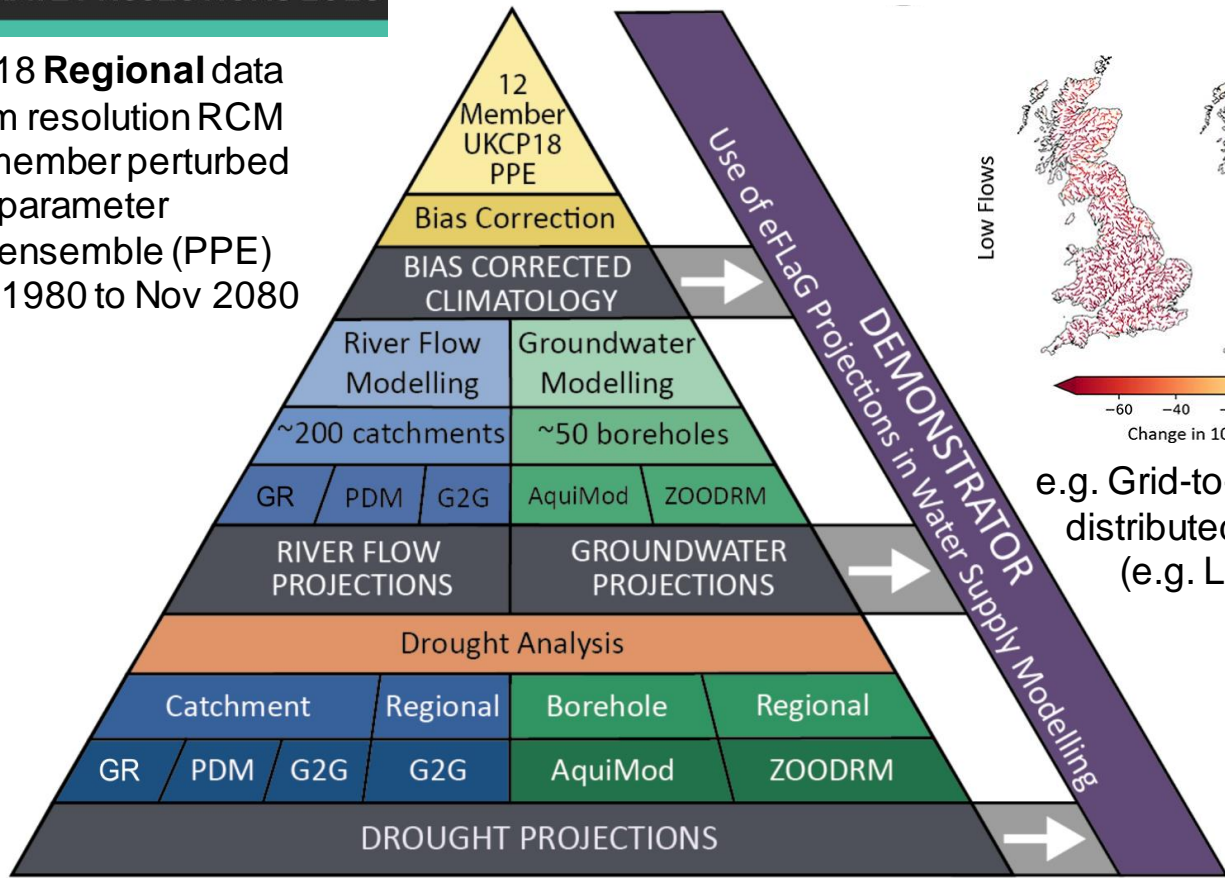 18 Regional data
resolution RCM
member perturbed
parameter
ensemble (PPE)
1980 to Nov 2080
12
Member
UKCP18
PPE
Bias Correction
BIAS CORRECTED
CLIMATOLOGY
River Flow
Modelling
Groundwater
Modelling
~200 catchments
~50 boreholes
GR
PDM
G2G
AquiMod
ZOODRM
RIVER FLOW
PROJECTIONS
GROUNDWATER
PROJECTIONS
Drought Analysis
Catchment
Regional
Borehole
Regional
GR
PDM
G2G
G2G
AquiMod
ZOODRM
DROUGHT PROJECTIONS
DEMONSTRATOR
Use of eFLaG Projections in Water Supply Modelling
Low Flows
−60 −40
Change in 10
e.g. Grid-to
distributed
(e.g. L